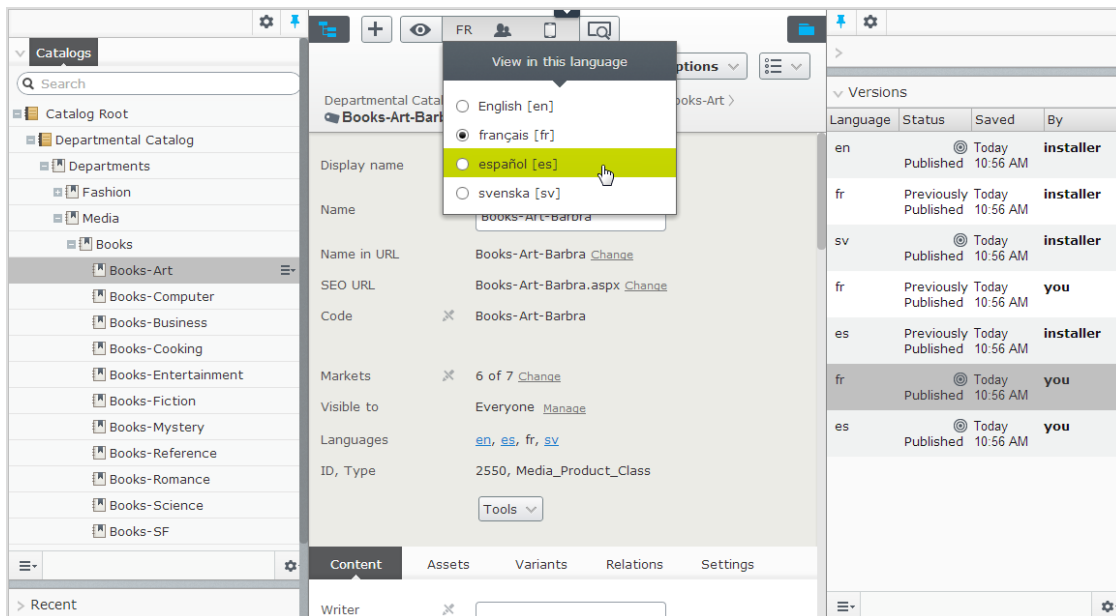 Catalogs
Search
Catalog Root
Departmental Catalog
Departments
Fashion
Media
Books
Books-Art
Books-Computer
Books-Business
Books-Cooking
Books-Entertainment
Books-Fiction
Books-Mystery
Books-Reference
Books-Romance
Books-Science
Books-SF
Recent
FR
View in this language
English [en]
français [fr]
español [es]
svenska [sv]
Display name
Name
Books-Art-Barbra
Name in URL Books-Art-Barbra Change
SEO URL Books-Art-Barbra.aspx Change
Code Books-Art-Barbra
Markets 6 of 7 Change
Visible to Everyone Manage
Languages en, es, fr, sv
ID, Type 2550, Media_Product_Class
Tools
Content Assets Variants Relations Settings
Writer
Versions
Language Status Saved By
en Published Today 10:56 AM installer
fr Previously Published Today 10:56 AM installer
sv Published Today 10:56 AM installer
fr Previously Published Today 10:56 AM you
es Previously Published Today 10:56 AM installer
fr Published Today 10:56 AM you
es Published Today 10:56 AM you